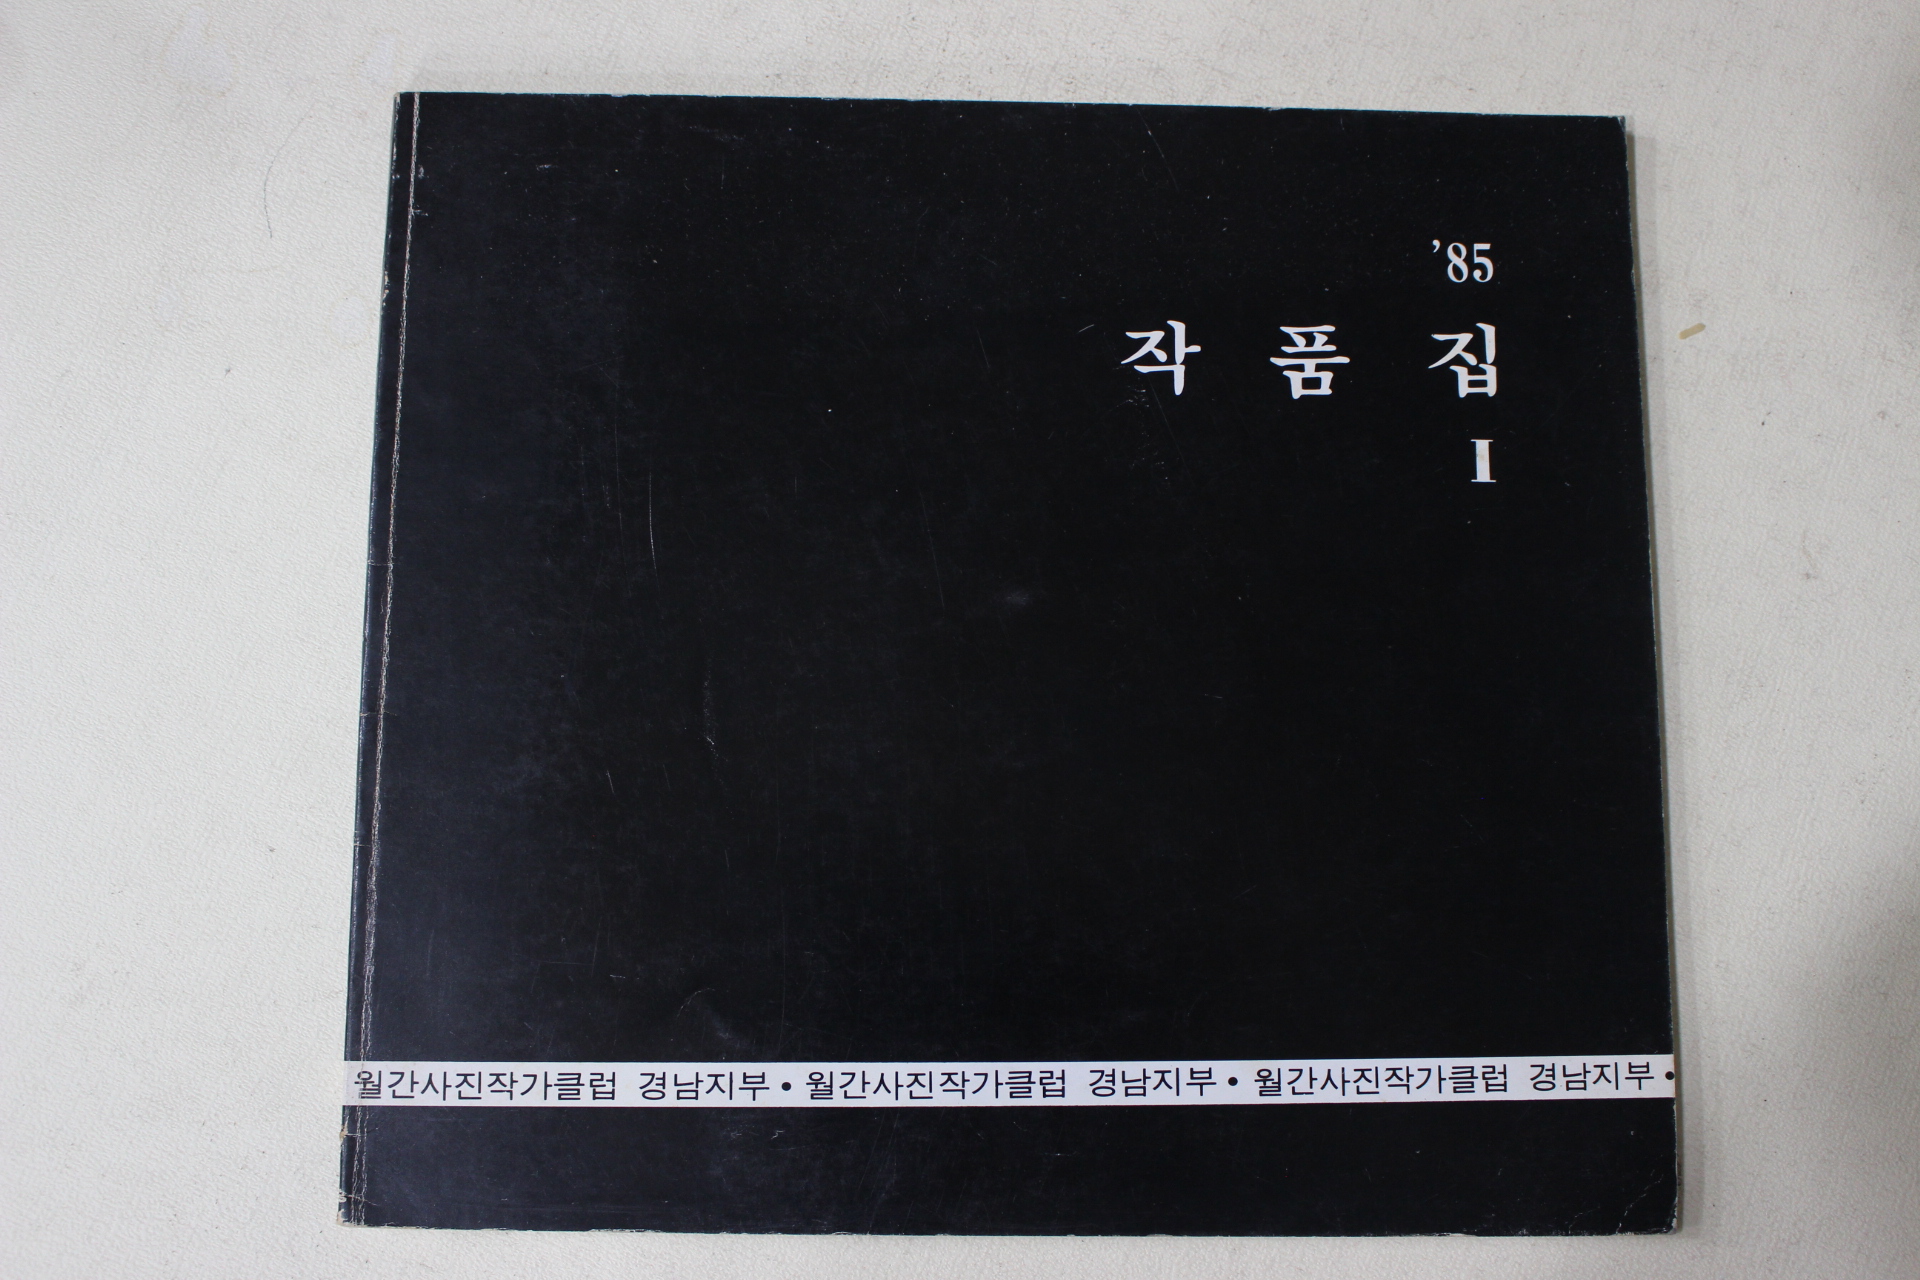 ’85
작 품 집
I
월간사진작가클럽 경남지부 • 월간사진작가클럽 경남지부 • 월간사진작가클럽 경남지부 •